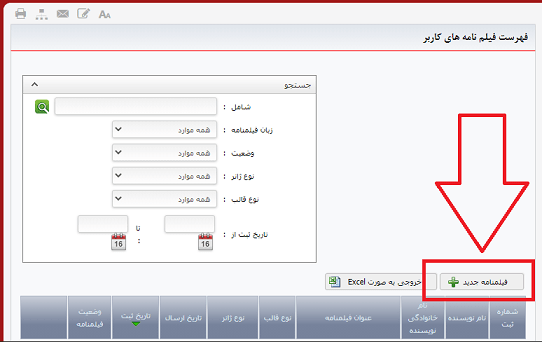 فهرست فیلم نامه های کاربر
جستجو
شامل :
زبان فیلمنامه : همه موارد
وضعیت : همه موارد
نوع ژانر : همه موارد
نوع قالب : همه موارد
تاریخ ثبت از : 16 تا : 16
فیلمنامه جدید
خروجی به صورت Excel
شماره ثبت
نام نویسنده
نام خانوادگی نویسنده
عنوان فیلمنامه
نوع قالب
نوع ژانر
تاریخ ارسال
تاریخ ثبت
وضعیت فیلمنامه